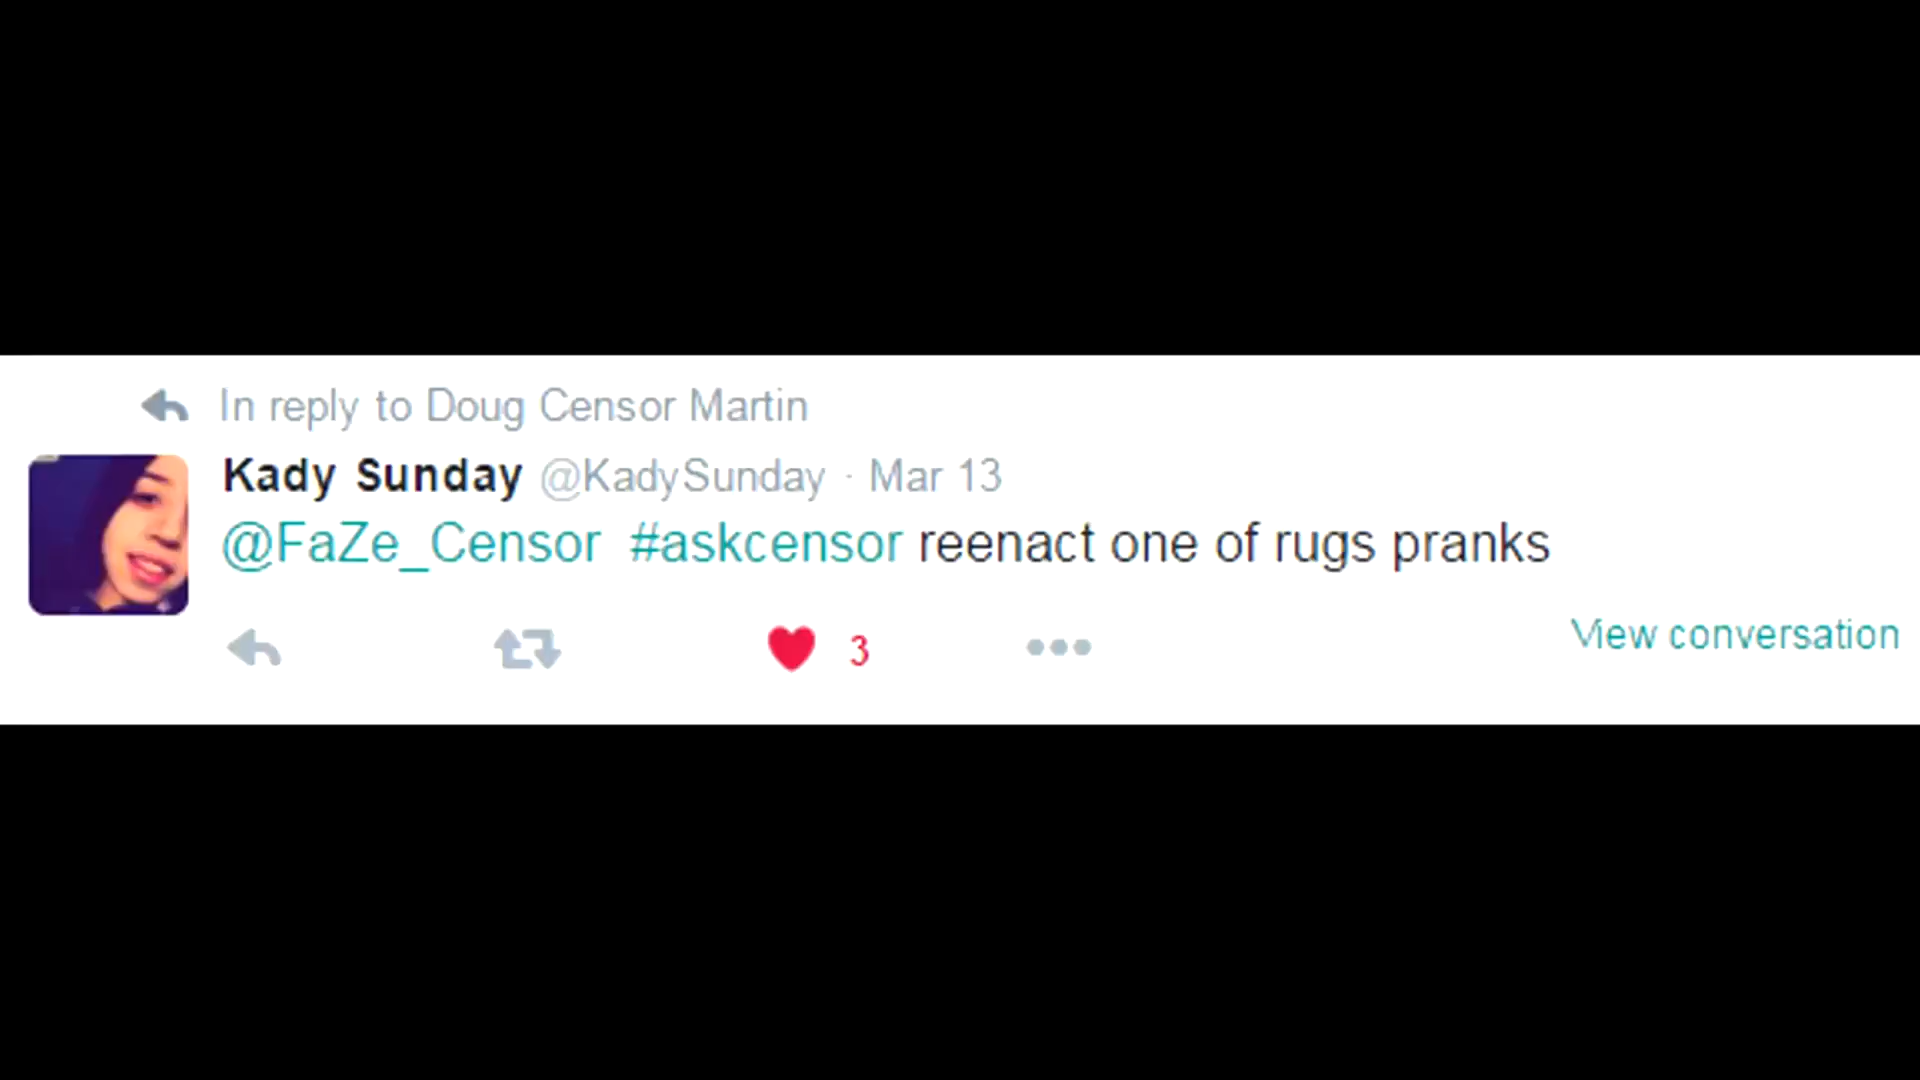 In reply to Doug Censor Martin
Kady Sunday @KadySunday · Mar 13
@FaZe_Censor #askcensor reenact one of rugs pranks
3
View conversation